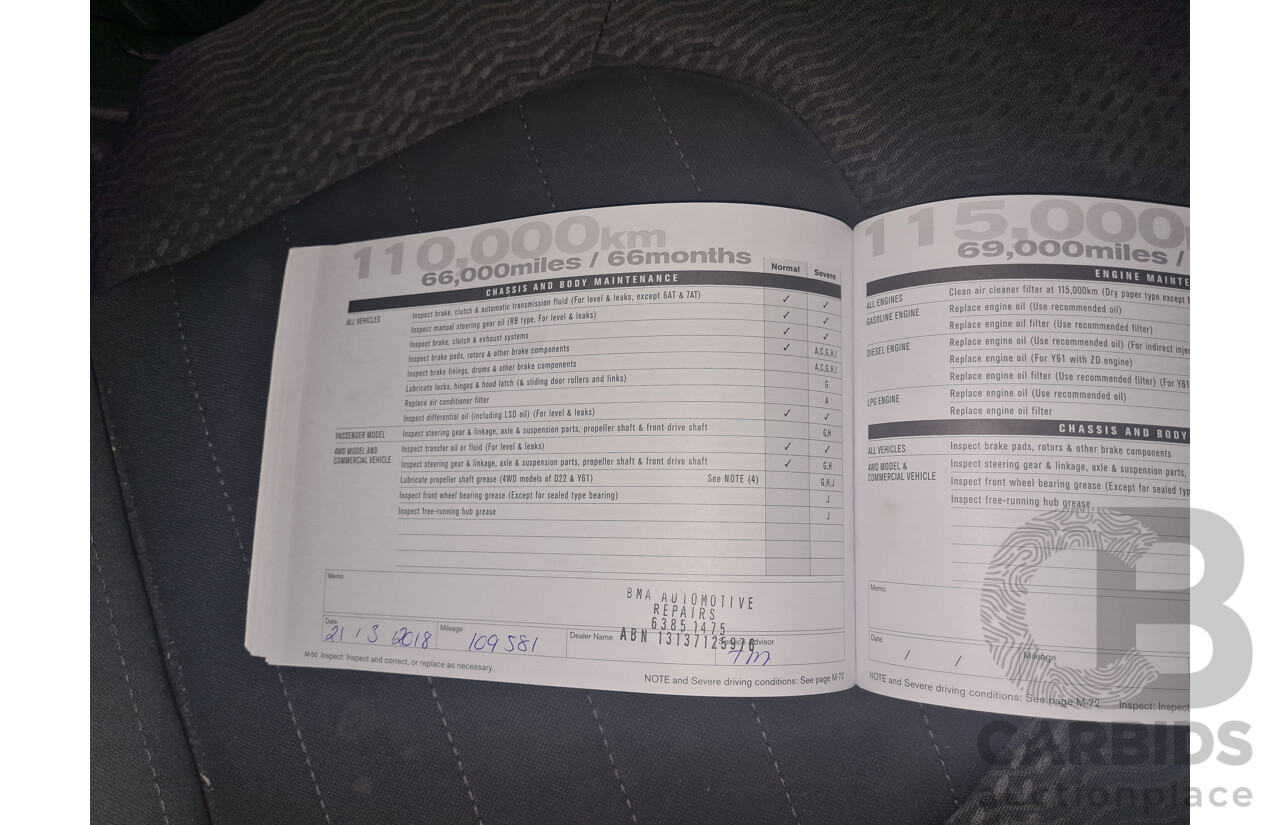 110,000km
66,000miles / 66months
Normal
Severe
CHASSIS AND BODY MAINTENANCE
ALL VEHICLES
Inspect brake, clutch & automatic transmission fluid (For level & leaks, except 6AT & 7AT) ✓ ✓
Inspect manual steering gear oil (RB type, For level & leaks) ✓ ✓
Inspect brake, clutch & exhaust systems ✓ ✓
Inspect brake pads, rotors & other brake components ✓ A,C,G,H,J
Inspect brake linings, drums & other brake components A,C,G,H,J
Lubricate locks, hinges & hood latch (& sliding door rollers and links) G
Replace air conditioner filter A
Inspect differential oil (including LSD oil) (For level & leaks) ✓ ✓
PASSENGER MODEL
Inspect steering gear & linkage, axle & suspension parts, propeller shaft & front drive shaft G,H
4WD MODEL AND
COMMERCIAL VEHICLE
Inspect transfer oil or fluid (For level & leaks) ✓ ✓
Inspect steering gear & linkage, axle & suspension parts, propeller shaft & front drive shaft ✓ G,H
Lubricate propeller shaft grease (4WD models of D22 & Y61) See NOTE (4) G,H,J
Inspect front wheel bearing grease (Except for sealed type bearing) J
Inspect free-running hub grease J
Memo
BMA AUTOMOTIVE
REPAIRS
6385 1475
ABN 13137125976
Date
21 / 3 / 2018
Mileage
109 581
Dealer Name
Service Advisor
M-50 Inspect: Inspect and correct, or replace as necessary.
NOTE and Severe driving conditions: See page M-72
115,000
69,000miles /
ENGINE MAINTE
ALL ENGINES
Clean air cleaner filter at 115,000km (Dry paper type except
GASOLINE ENGINE
Replace engine oil (Use recommended oil)
Replace engine oil filter (Use recommended filter)
DIESEL ENGINE
Replace engine oil (Use recommended oil) (For indirect injec
Replace engine oil (For Y61 with ZD engine)
Replace engine oil filter (Use recommended filter) (For Y61
LPG ENGINE
Replace engine oil (Use recommended oil)
Replace engine oil filter
CHASSIS AND BODY
ALL VEHICLES
Inspect brake pads, rotors & other brake components
4WD MODEL &
COMMERCIAL VEHICLE
Inspect steering gear & linkage, axle & suspension parts,
Inspect front wheel bearing grease (Except for sealed typ
Inspect free-running hub grease
Memo
Date
/ /
Mileage
NOTE and Severe driving conditions: See page M-72 Inspect: Inspect
CB
CARBIDS
auctionplace